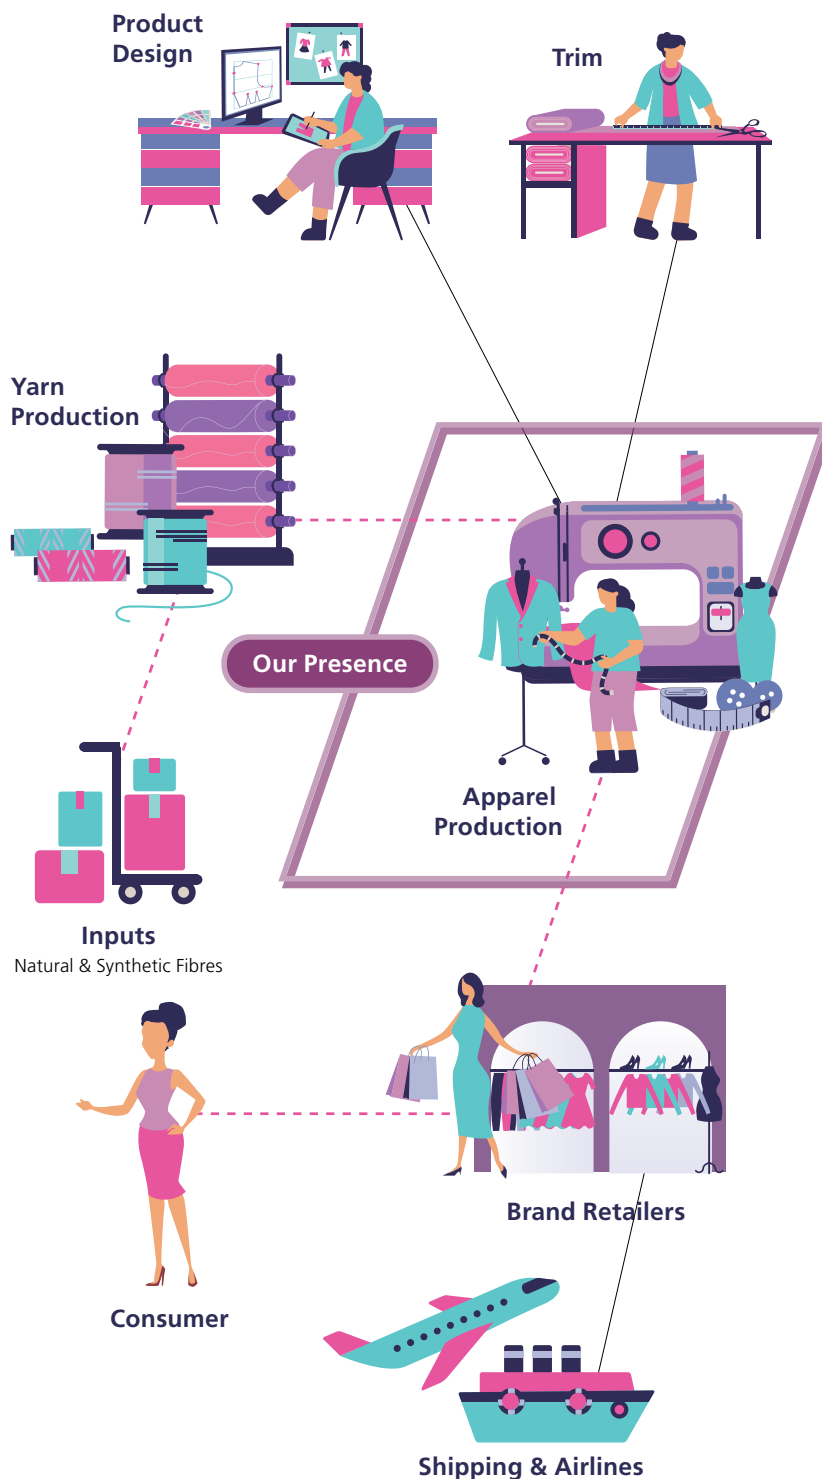 Product
Design
Trim
Yarn
Production
Our Presence
Apparel
Production
Inputs
Natural & Synthetic Fibres
Brand Retailers
Consumer
Shipping & Airlines